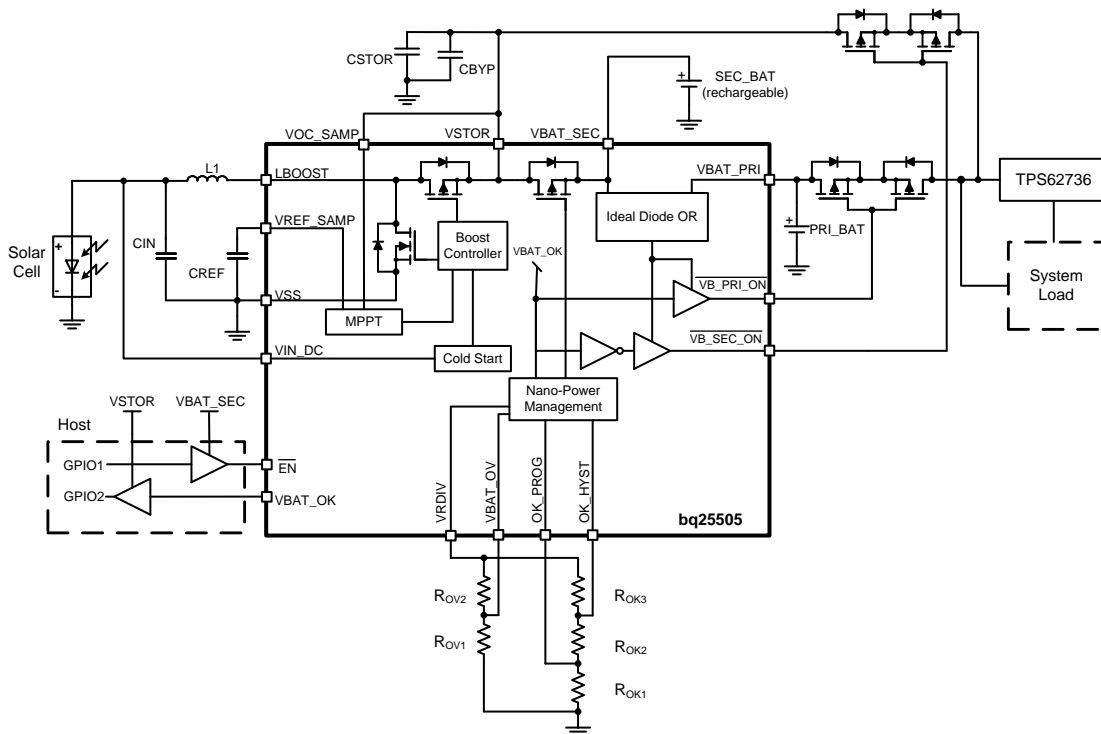 CSTOR
CBYP
+
SEC_BAT
(rechargeable)
VOC_SAMP
VSTOR
VBAT_SEC
L1
LBOOST
VBAT_PRI
TPS62736
Ideal Diode OR
+
PRI_BAT
VREF_SAMP
Boost
Controller
VBAT_OK
Solar
Cell
+
-
CIN
CREF
System
Load
VB_PRI_ON
VSS
MPPT
VB_SEC_ON
VIN_DC
Cold Start
Nano-Power
Management
VSTOR
VBAT_SEC
Host
GPIO1
EN
GPIO2
VBAT_OK
VRDIV
VBAT_OV
OK_PROG
OK_HYST
bq25505
ROV2
ROK3
ROV1
ROK2
ROK1